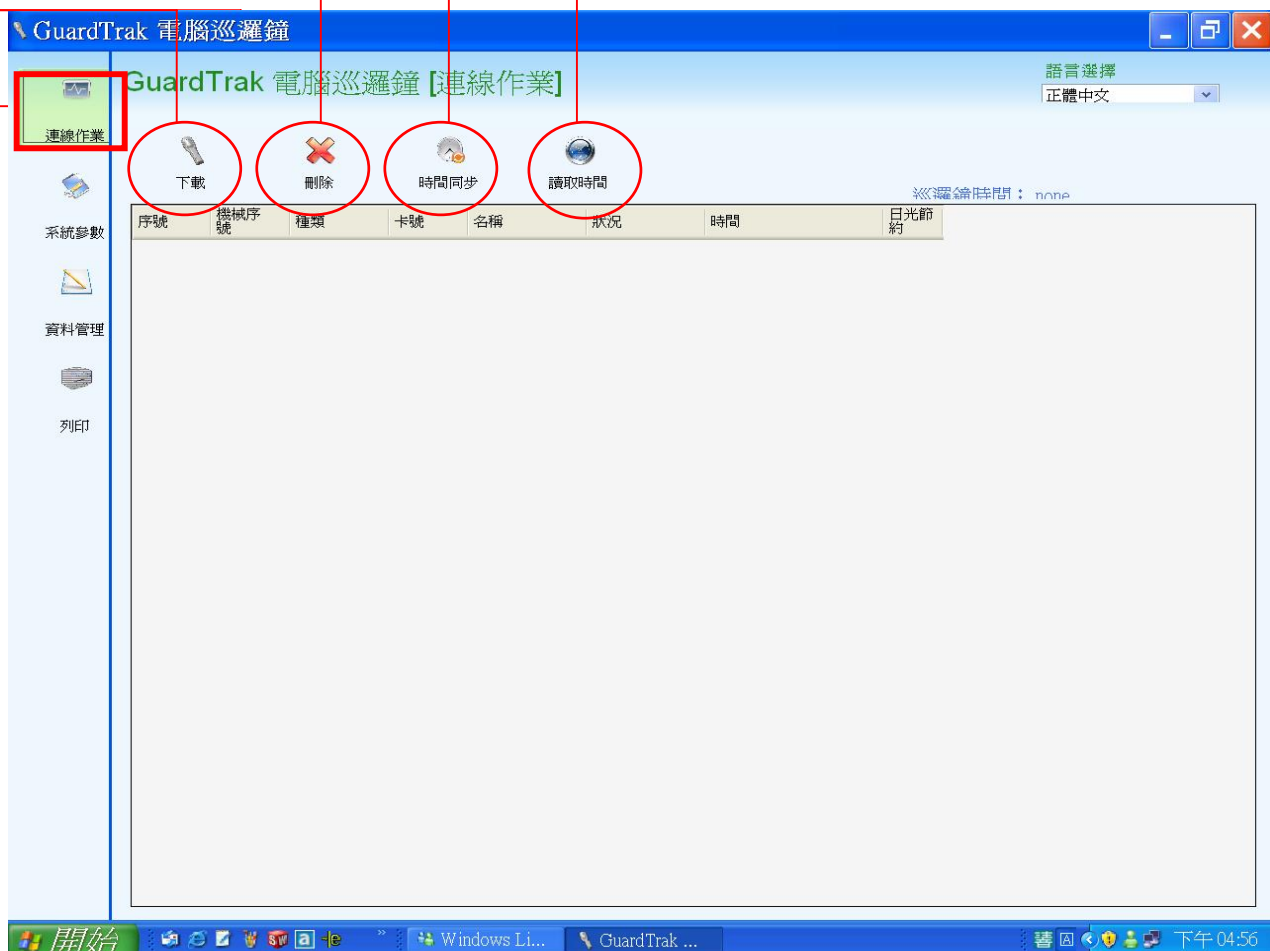 GuardTrak 電腦巡邏鐘
GuardTrak 電腦巡邏鐘 [連線作業]
語言選擇
正體中文
連線作業
系統參數
資料管理
列印
下載
刪除
時間同步
讀取時間
巡邏鐘時間： none
序號
機械序
號
種類
卡號
名稱
狀況
時間
日光節
約
開始
Windows Li...
GuardTrak ...
下午 04:56